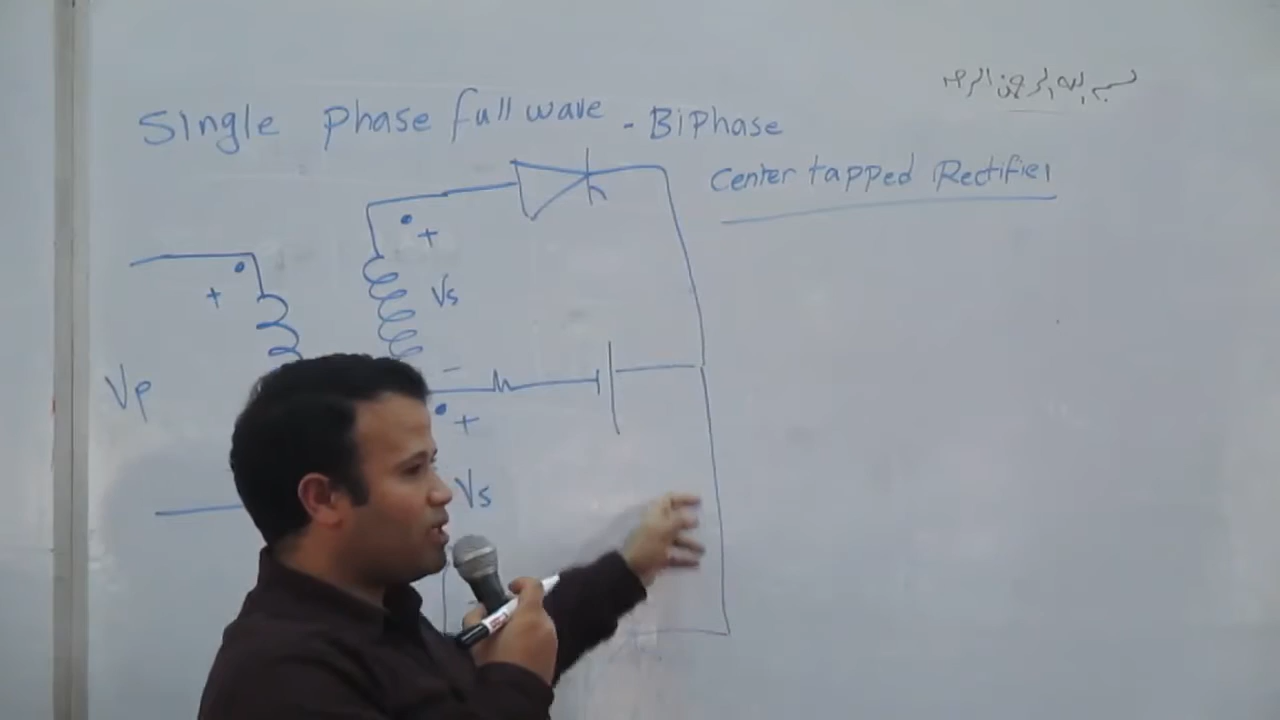 بسم الله الرحمن الرحيم
Single phase full wave - Biphase
Center tapped Rectifier
+
+
Vs
Vp
-
+
Vs